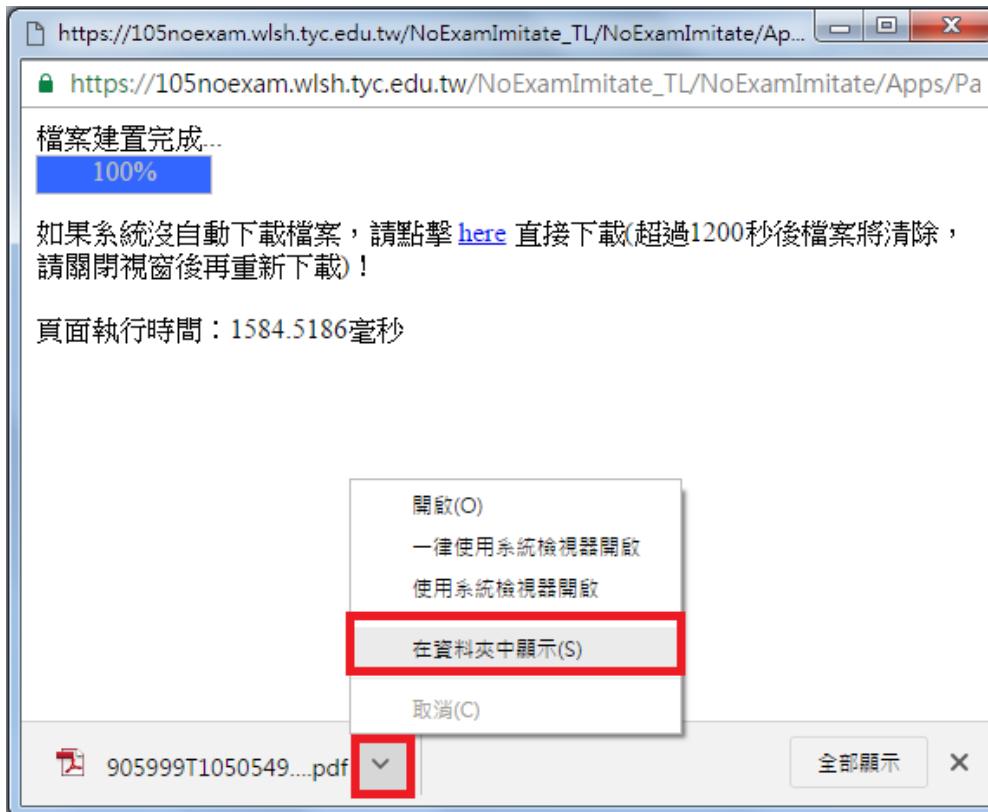 https://105noexam.wlsh.tyc.edu.tw/NoExamImitate_TL/NoExamImitate/Ap...
https://105noexam.wlsh.tyc.edu.tw/NoExamImitate_TL/NoExamImitate/Apps/Pa
檔案建置完成...
100%
如果系統沒自動下載檔案，請點擊 here 直接下載(超過1200秒後檔案將清除，
請關閉視窗後再重新下載)！
頁面執行時間：1584.5186毫秒
開啟(O)
一律使用系統檢視器開啟
使用系統檢視器開啟
在資料夾中顯示(S)
取消(C)
905999T1050549....pdf
全部顯示